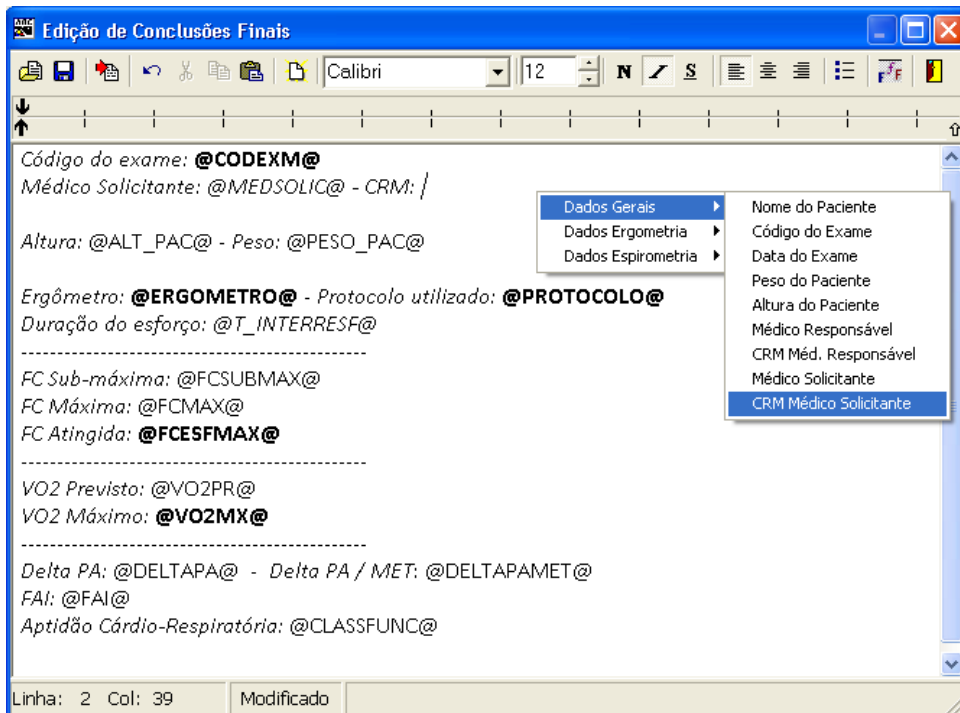 Edição de Conclusões Finais
Calibri 12 N I S
Código do exame: @CODEXM@
Médico Solicitante: @MEDSOLIC@ - CRM:
Altura: @ALT_PAC@ - Peso: @PESO_PAC@
Ergômetro: @ERGOMETRO@ - Protocolo utilizado: @PROTOCOLO@
Duração do esforço: @T_INTERRESF@
----------------------------------------------
FC Sub-máxima: @FCSUBMAX@
FC Máxima: @FCMAX@
FC Atingida: @FCESFMAX@
----------------------------------------------
VO2 Previsto: @VO2PR@
VO2 Máximo: @VO2MX@
----------------------------------------------
Delta PA: @DELTAPA@ - Delta PA / MET: @DELTAPAMET@
FAI: @FAI@
Aptidão Cárdio-Respiratória: @CLASSFUNC@
Dados Gerais
Dados Ergometria
Dados Espirometria
Nome do Paciente
Código do Exame
Data do Exame
Peso do Paciente
Altura do Paciente
Médico Responsável
CRM Méd. Responsável
Médico Solicitante
CRM Médico Solicitante
Linha: 2 Col: 39 Modificado